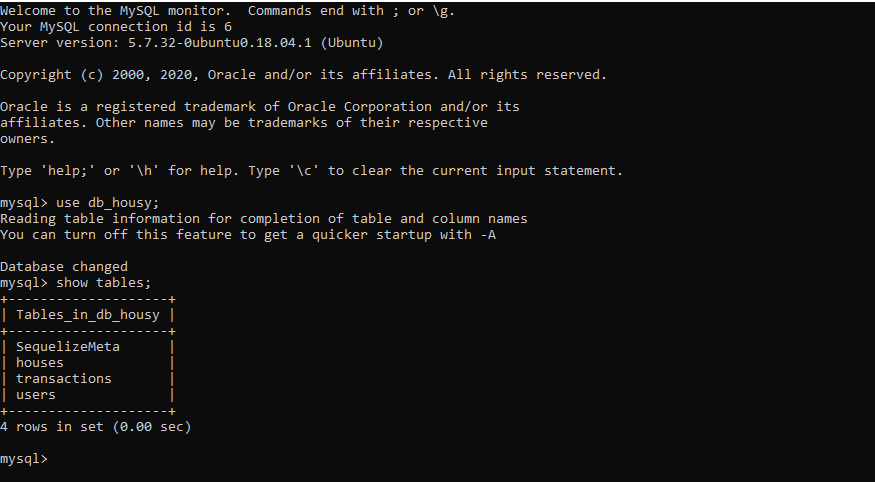 Welcome to the MySQL monitor.  Commands end with ; or \g.
Your MySQL connection id is 6
Server version: 5.7.32-0ubuntu0.18.04.1 (Ubuntu)
Copyright (c) 2000, 2020, Oracle and/or its affiliates. All rights reserved.
Oracle is a registered trademark of Oracle Corporation and/or its
affiliates. Other names may be trademarks of their respective
owners.
Type 'help;' or '\h' for help. Type '\c' to clear the current input statement.
mysql> use db_housy;
Reading table information for completion of table and column names
You can turn off this feature to get a quicker startup with -A
Database changed
mysql> show tables;
+--------------------+
| Tables_in_db_housy |
+--------------------+
| SequelizeMeta      |
| houses             |
| transactions       |
| users              |
+--------------------+
4 rows in set (0.00 sec)
mysql>